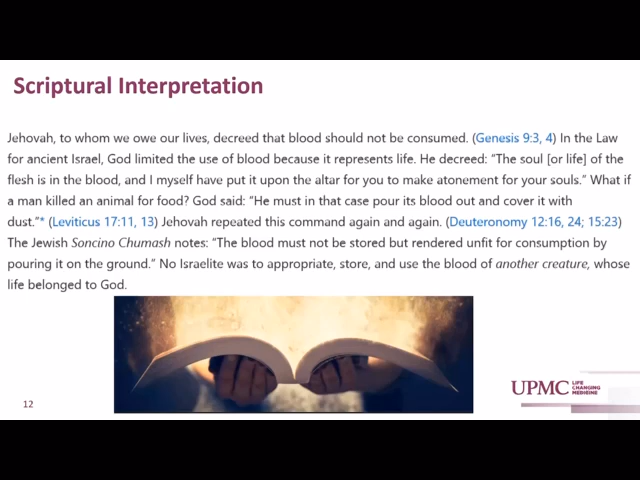 Scriptural Interpretation
Jehovah, to whom we owe our lives, decreed that blood should not be consumed. (Genesis 9:3, 4) In the Law
for ancient Israel, God limited the use of blood because it represents life. He decreed: “The soul [or life] of the
flesh is in the blood, and I myself have put it upon the altar for you to make atonement for your souls.” What if
a man killed an animal for food? God said: “He must in that case pour its blood out and cover it with
dust.”* (Leviticus 17:11, 13) Jehovah repeated this command again and again. (Deuteronomy 12:16, 24; 15:23)
The Jewish Soncino Chumash notes: “The blood must not be stored but rendered unfit for consumption by
pouring it on the ground.” No Israelite was to appropriate, store, and use the blood of another creature, whose
life belonged to God.
UPMC LIFE
CHANGING
MEDICINE
12